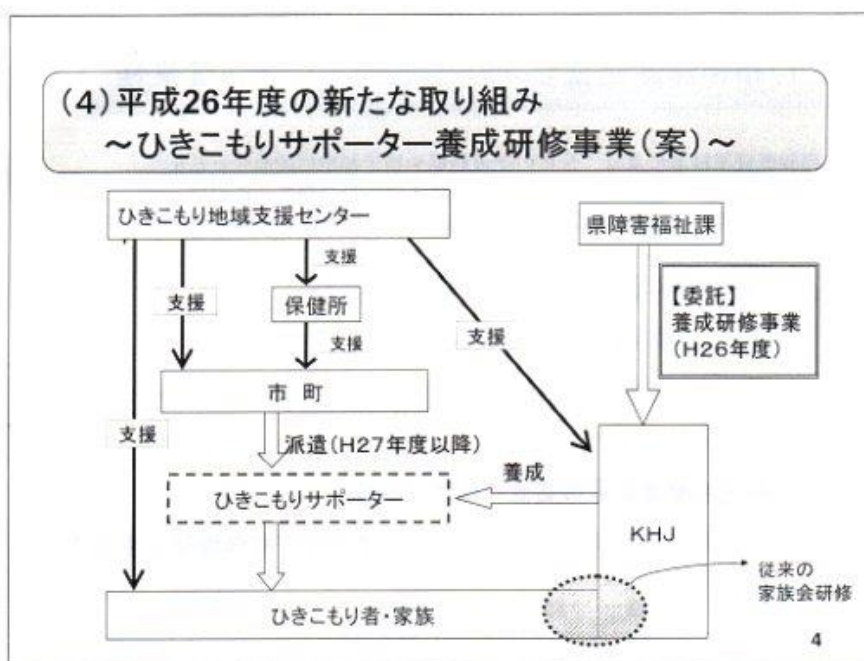 (4)平成26年度の新たな取り組み
～ひきこもりサポーター養成研修事業(案)～
ひきこもり地域支援センター
県障害福祉課
支援
支援
保健所
支援
支援
【委託】
養成研修事業
(H26年度)
市 町
支援
派遣(H27年度以降)
養成
ひきこもりサポーター
KHJ
従来の
家族会研修
ひきこもり者・家族
4